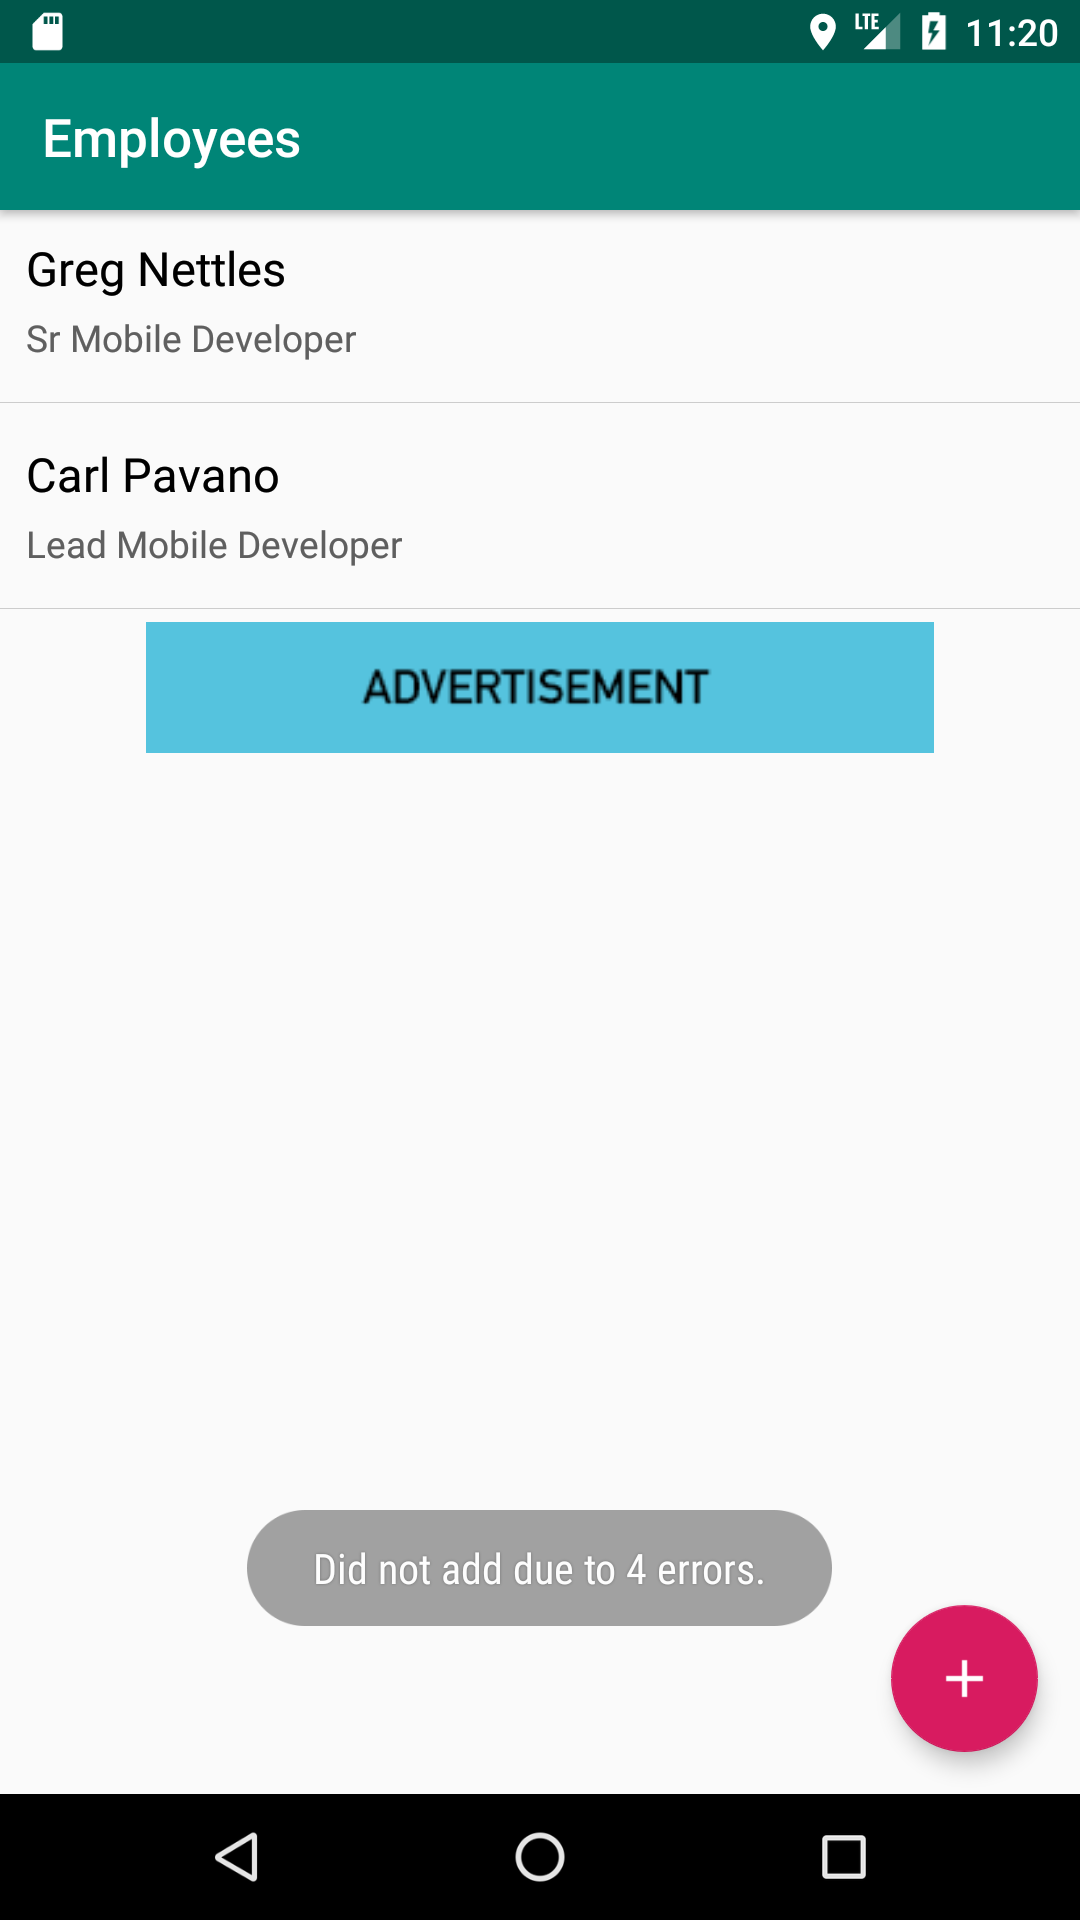 LTE 11:20
Employees
Greg Nettles
Sr Mobile Developer
Carl Pavano
Lead Mobile Developer
ADVERTISEMENT
Did not add due to 4 errors.